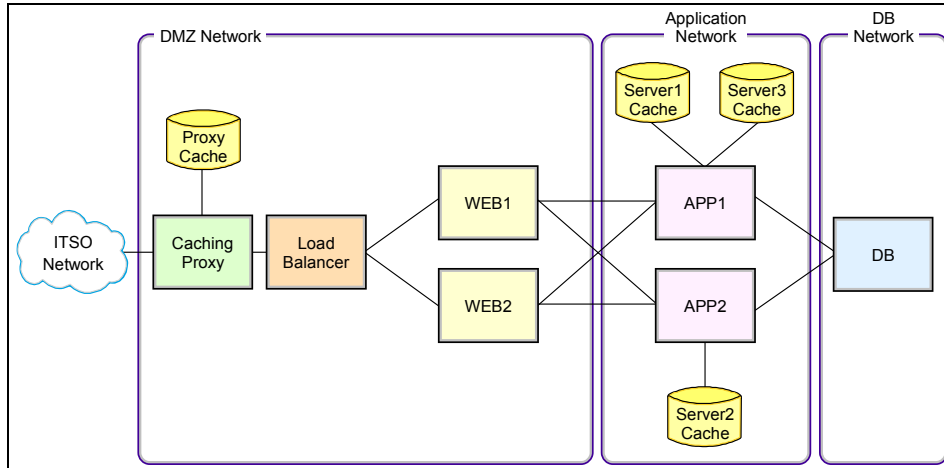 DMZ Network
Application
Network
DB
Network
Server1
Cache
Server3
Cache
Proxy
Cache
ITSO
Network
Caching
Proxy
Load
Balancer
WEB1
WEB2
APP1
APP2
DB
Server2
Cache